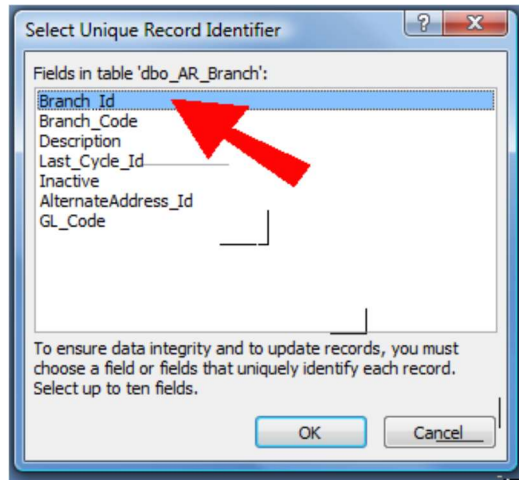 Select Unique Record Identifier
Fields in table 'dbo_AR_Branch':
Branch_Id
Branch_Code
Description
Last_Cycle_Id
Inactive
AlternateAddress_Id
GL_Code
To ensure data integrity and to update records, you must
choose a field or fields that uniquely identify each record.
Select up to ten fields.
OK
Cancel